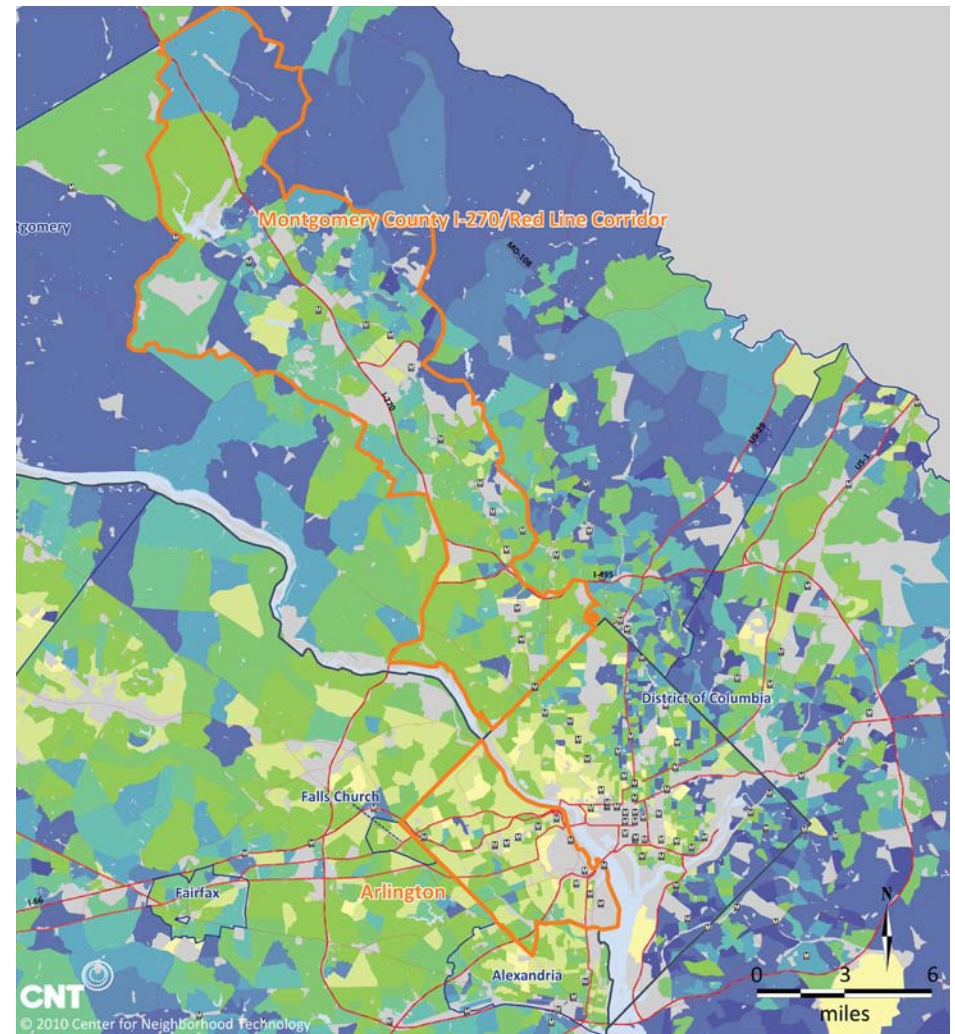 Montgomery County I-270/Red Line Corridor
tgomery
MD-108
I-270
US-29
US-1
I-495
District of Columbia
Falls Church
Arlington
Fairfax
I-66
Alexandria
N
0 3 6
miles
CNT
© 2010 Center for Neighborhood Technology